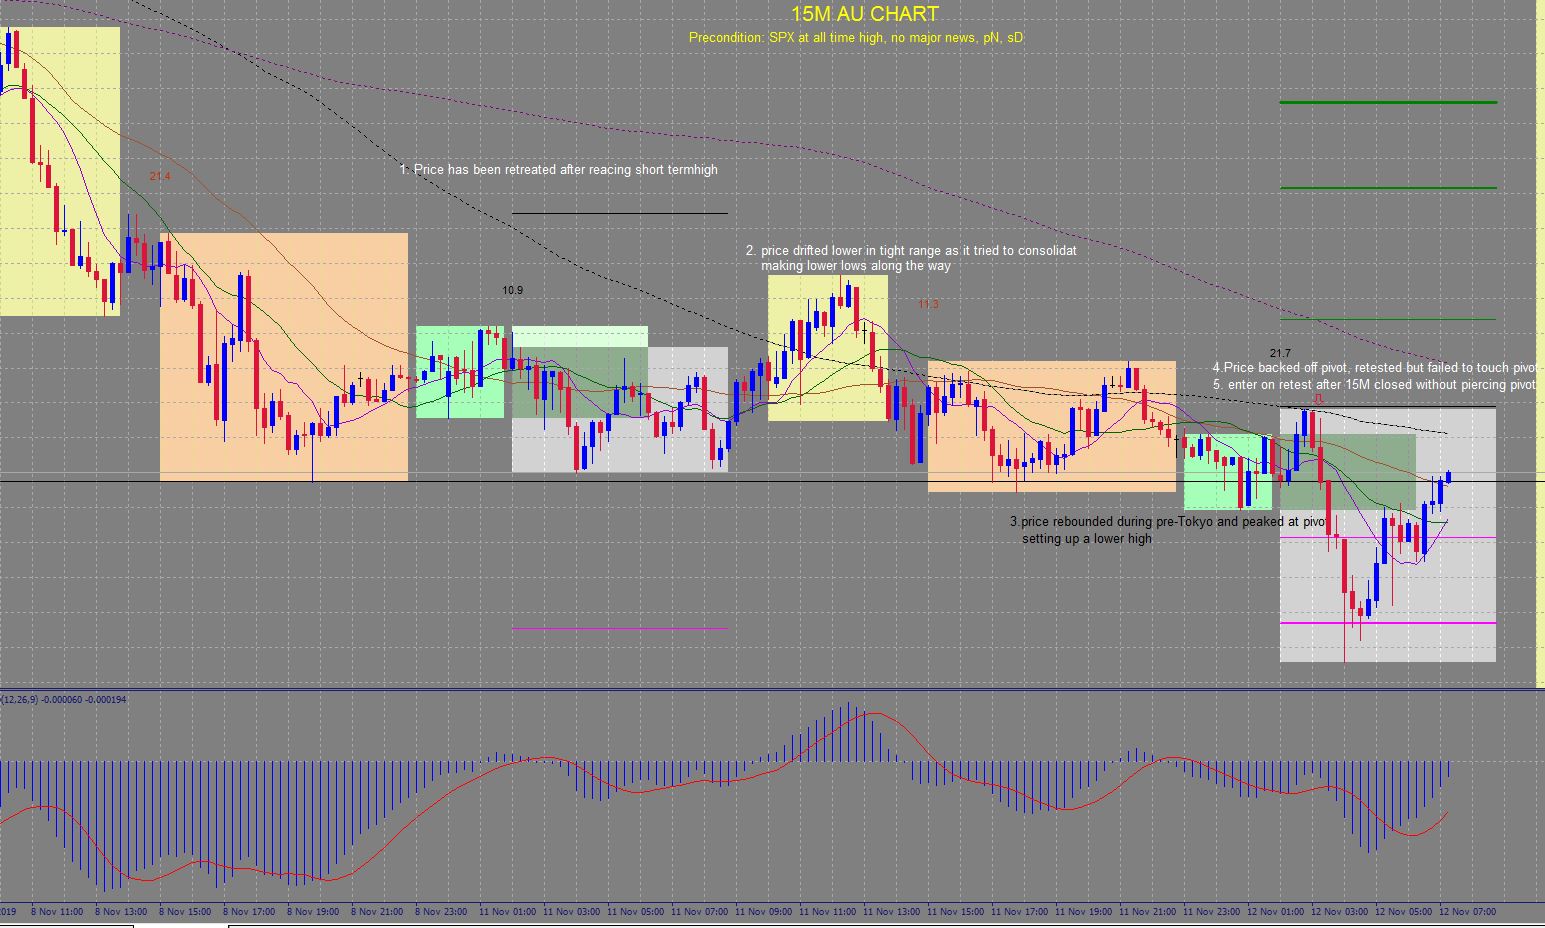 15M AU CHART
Precondition: SPX at all time high, no major news, pN, sD
21.4
1. Price has been retreated after reacing short termhigh
2. price drifted lower in tight range as it tried to consolidat
making lower lows along the way
10.9
11.3
21.7
4.Price backed off pivot, retested but failed to touch pivot
5. enter on retest after 15M closed without piercing pivot
3.price rebounded during pre-Tokyo and peaked at pivot
setting up a lower high
(12,26,9) -0.000060 -0.000194
2019 8 Nov 11:00 8 Nov 13:00 8 Nov 15:00 8 Nov 17:00 8 Nov 19:00 8 Nov 21:00 8 Nov 23:00 11 Nov 01:00 11 Nov 03:00 11 Nov 05:00 11 Nov 07:00 11 Nov 09:00 11 Nov 11:00 11 Nov 13:00 11 Nov 15:00 11 Nov 17:00 11 Nov 19:00 11 Nov 21:00 11 Nov 23:00 12 Nov 01:00 12 Nov 03:00 12 Nov 05:00 12 Nov 07:00